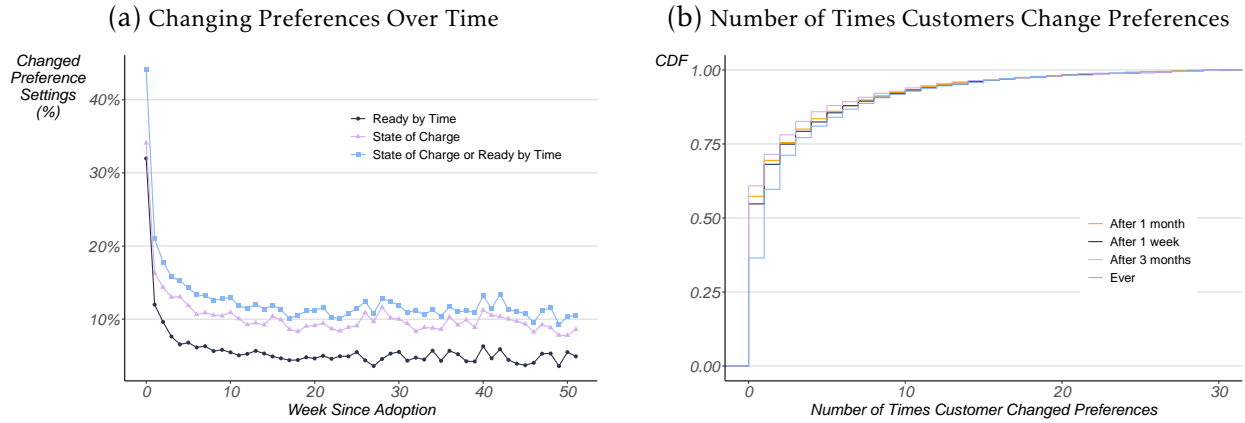 (a) Changing Preferences Over Time
Changed
Preference
Settings
(%)
40%
30%
20%
10%
Ready by Time
State of Charge
State of Charge or Ready by Time
0 10 20 30 40 50
Week Since Adoption
(b) Number of Times Customers Change Preferences
CDF
1.00
0.75
0.50
0.25
0.00
After 1 month
After 1 week
After 3 months
Ever
0 10 20 30
Number of Times Customer Changed Preferences